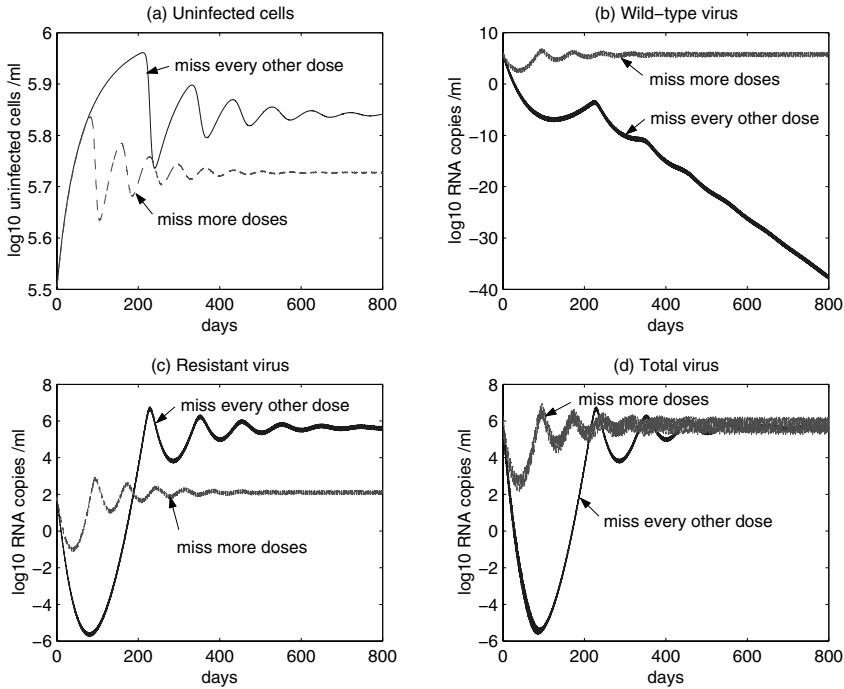 (a) Uninfected cells
6
5.9
5.8
5.7
5.6
5.5
log10 uninfected cells /ml
miss every other dose
miss more doses
0 200 400 600 800
days
(b) Wild−type virus
10
0
−10
−20
−30
−40
log10 RNA copies /ml
miss more doses
miss every other dose
0 200 400 600 800
days
(c) Resistant virus
8
6
4
2
0
−2
−4
−6
log10 RNA copies /ml
miss every other dose
miss more doses
0 200 400 600 800
days
(d) Total virus
8
6
4
2
0
−2
−4
−6
log10 RNA copies /ml
miss more doses
miss every other dose
0 200 400 600 800
days